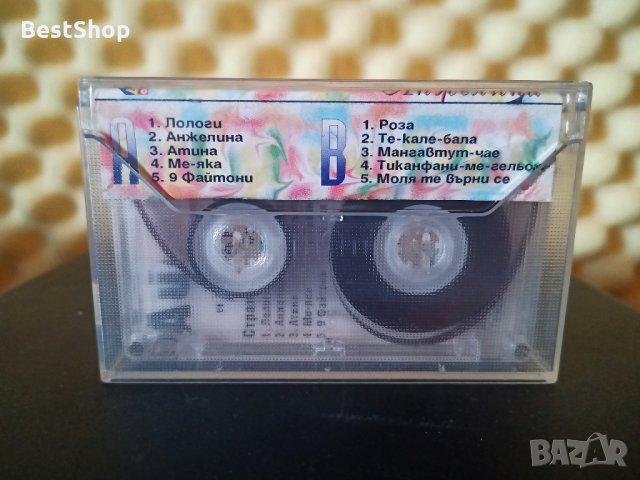 BestShop
A
1. Лологи
2. Анжелина
3. Атина
4. Ме-яка
5. 9 Файтони
B
1. Роза
2. Те-кале-бала
3. Мангавтут-чае
4. Тиканфани-ме-гельом
5. Моля те върни се
BAZAR